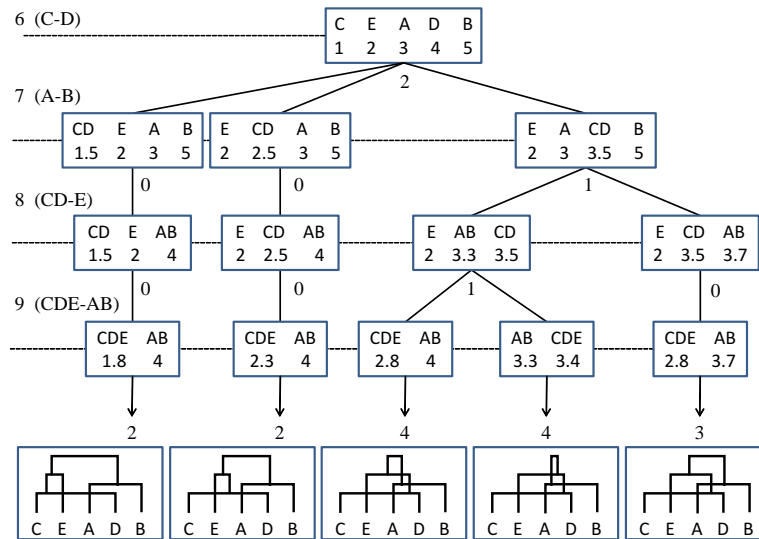 6 (C-D)
C E A D B
1 2 3 4 5
2
7 (A-B)
CD E A B
1.5 2 3 5
E CD A B
2 2.5 3 5
E A CD B
2 3 3.5 5
0 0 1
8 (CD-E)
CD E AB
1.5 2 4
E CD AB
2 2.5 4
E AB CD
2 3.3 3.5
E CD AB
2 3.5 3.7
0 0 1 0
9 (CDE-AB)
CDE AB
1.8 4
CDE AB
2.3 4
CDE AB
2.8 4
AB CDE
3.3 3.4
CDE AB
2.8 3.7
2 2 4 4 3
C E A D B
C E A D B
C E A D B
C E A D B
C E A D B